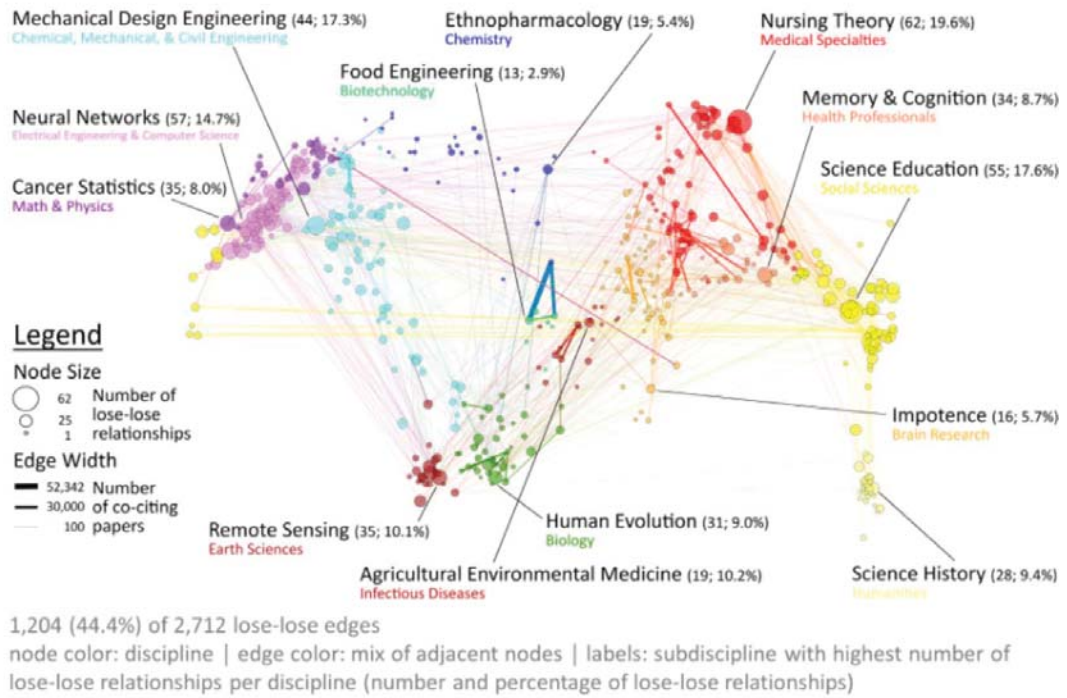 Mechanical Design Engineering (44; 17.3%)
Chemical, Mechanical, & Civil Engineering
Ethnopharmacology (19; 5.4%)
Chemistry
Nursing Theory (62; 19.6%)
Medical Specialties
Food Engineering (13; 2.9%)
Biotechnology
Memory & Cognition (34; 8.7%)
Health Professionals
Neural Networks (57; 14.7%)
Electrical Engineering & Computer Science
Science Education (55; 17.6%)
Social Sciences
Cancer Statistics (35; 8.0%)
Math & Physics
Legend
Node Size
62 Number of
25 lose-lose
1 relationships
Edge Width
52,342 Number
30,000 of co-citing
100 papers
Impotence (16; 5.7%)
Brain Research
Remote Sensing (35; 10.1%)
Earth Sciences
Human Evolution (31; 9.0%)
Biology
Agricultural Environmental Medicine (19; 10.2%)
Infectious Diseases
Science History (28; 9.4%)
Humanities
1,204 (44.4%) of 2,712 lose-lose edges
node color: discipline | edge color: mix of adjacent nodes | labels: subdiscipline with highest number of
lose-lose relationships per discipline (number and percentage of lose-lose relationships)